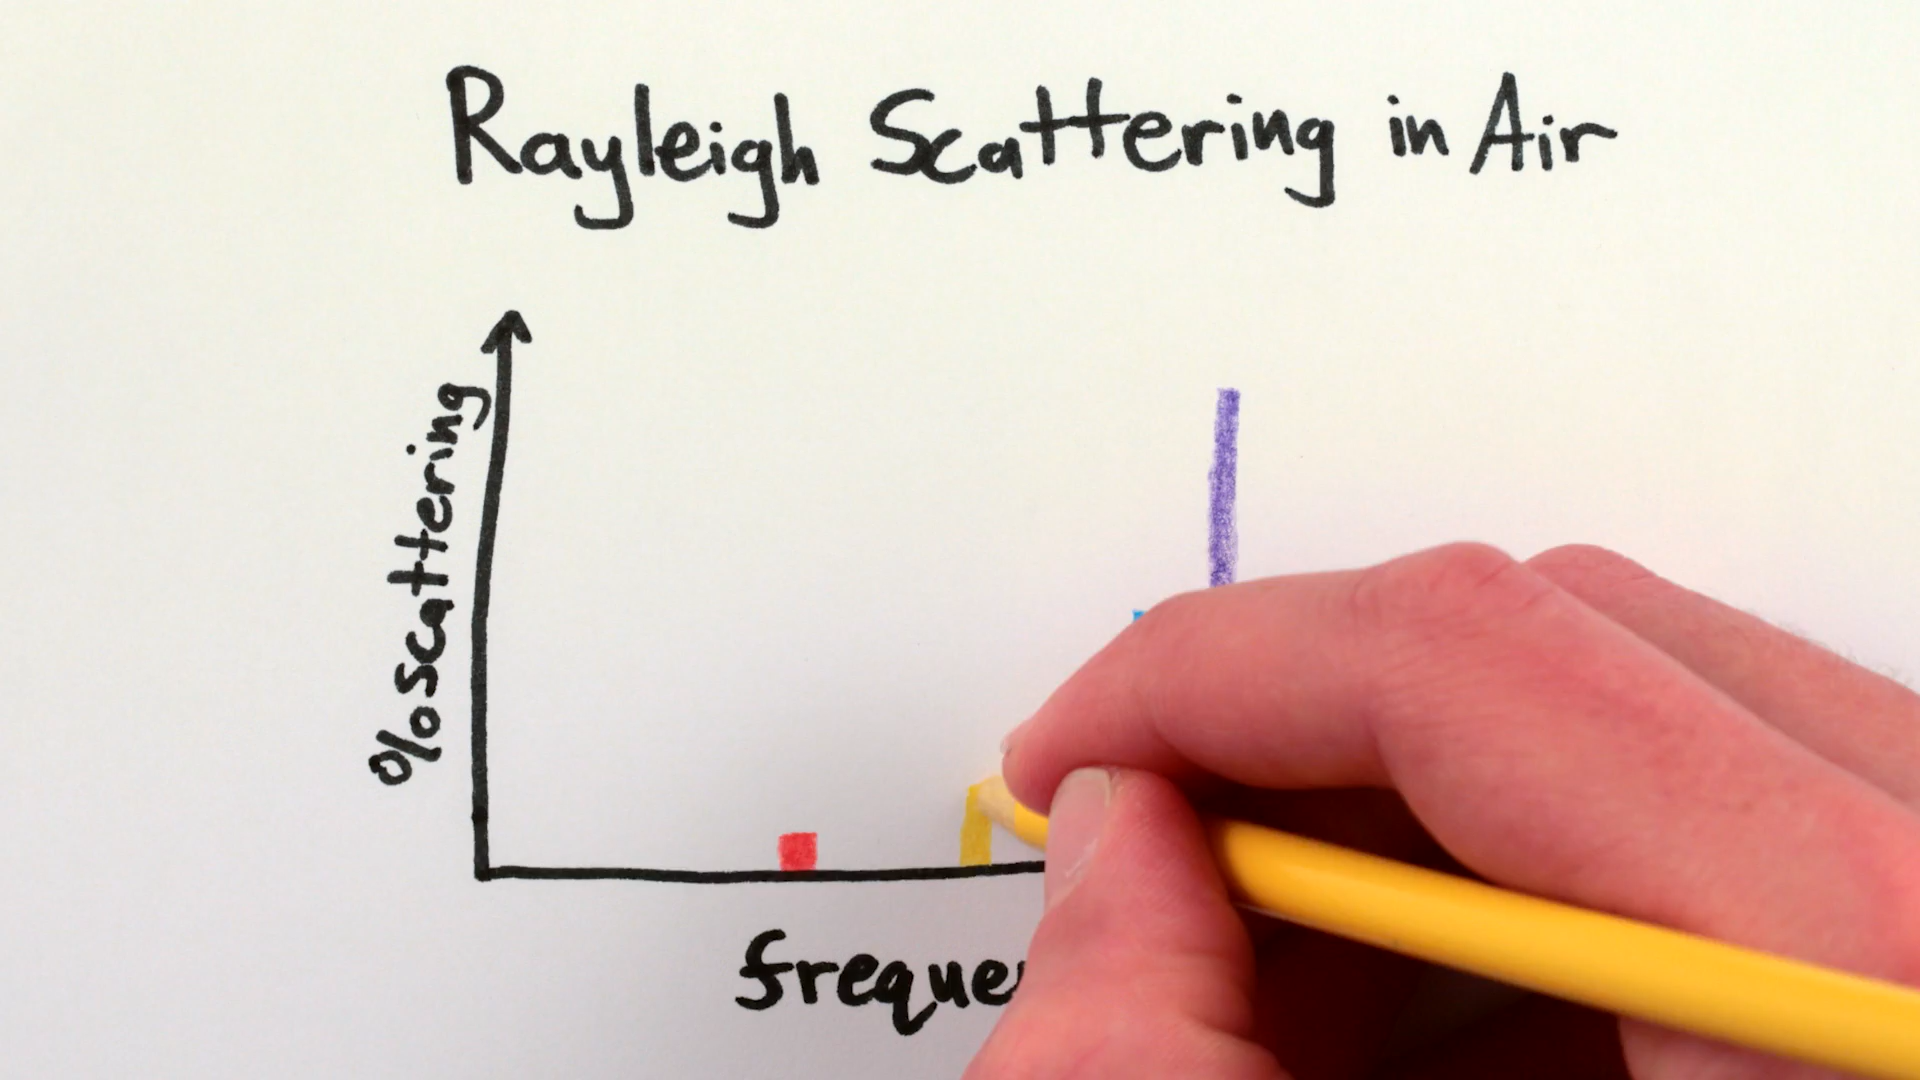 Rayleigh Scattering in Air
% scattering
freque